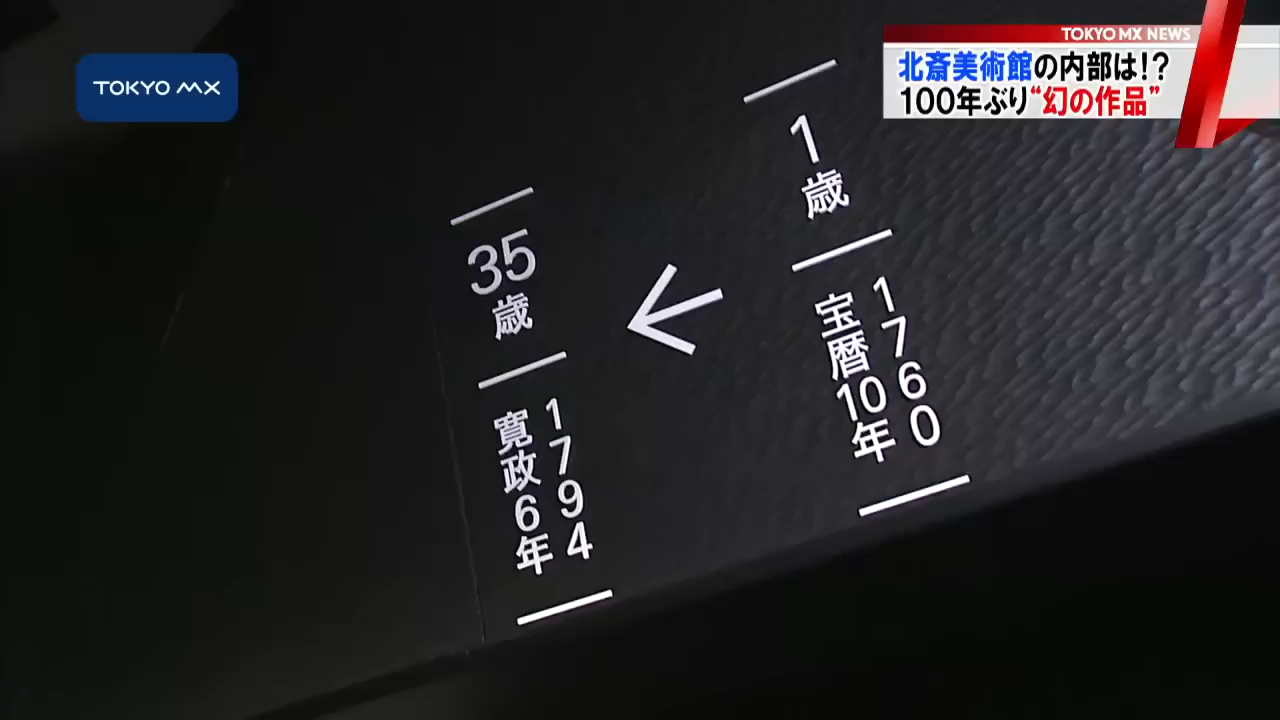 TOKYO MX
TOKYO MX NEWS
北斎美術館の内部は!?
100年ぶり“幻の作品”
1歳
1760
宝暦10年
35歳
1794
寛政6年